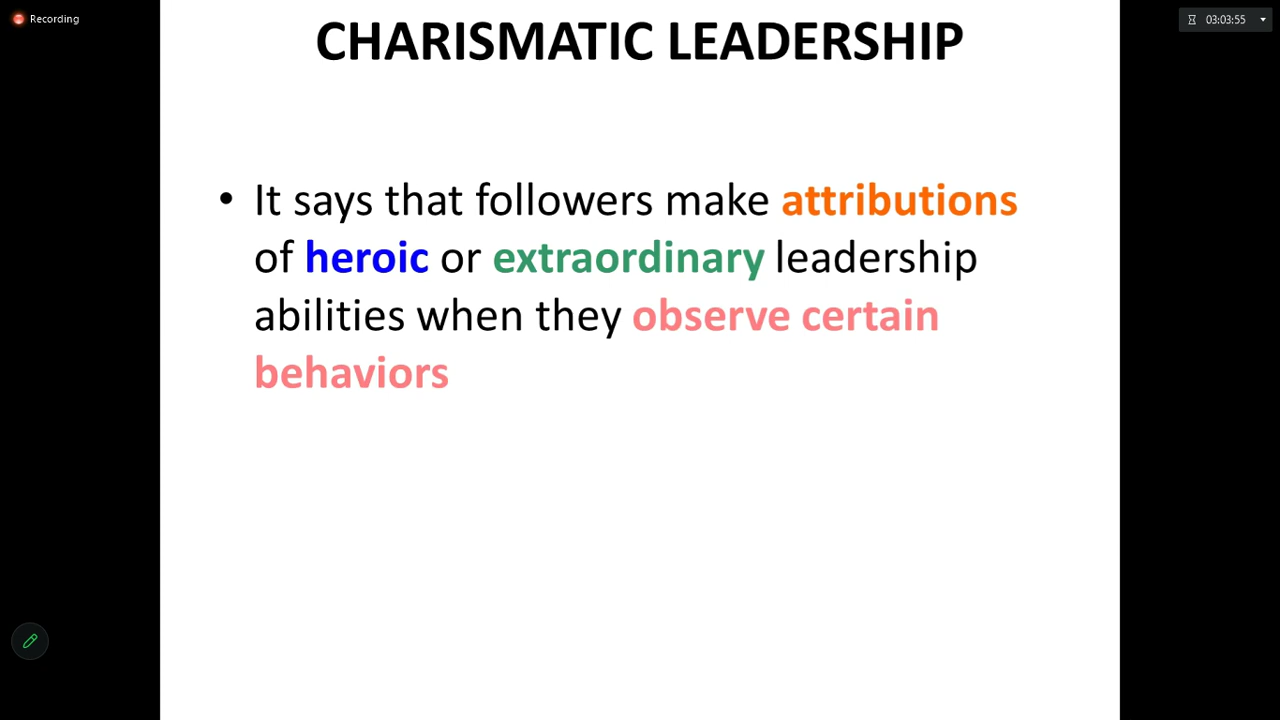 Recording
03:03:55
CHARISMATIC LEADERSHIP
• It says that followers make attributions
of heroic or extraordinary leadership
abilities when they observe certain
behaviors